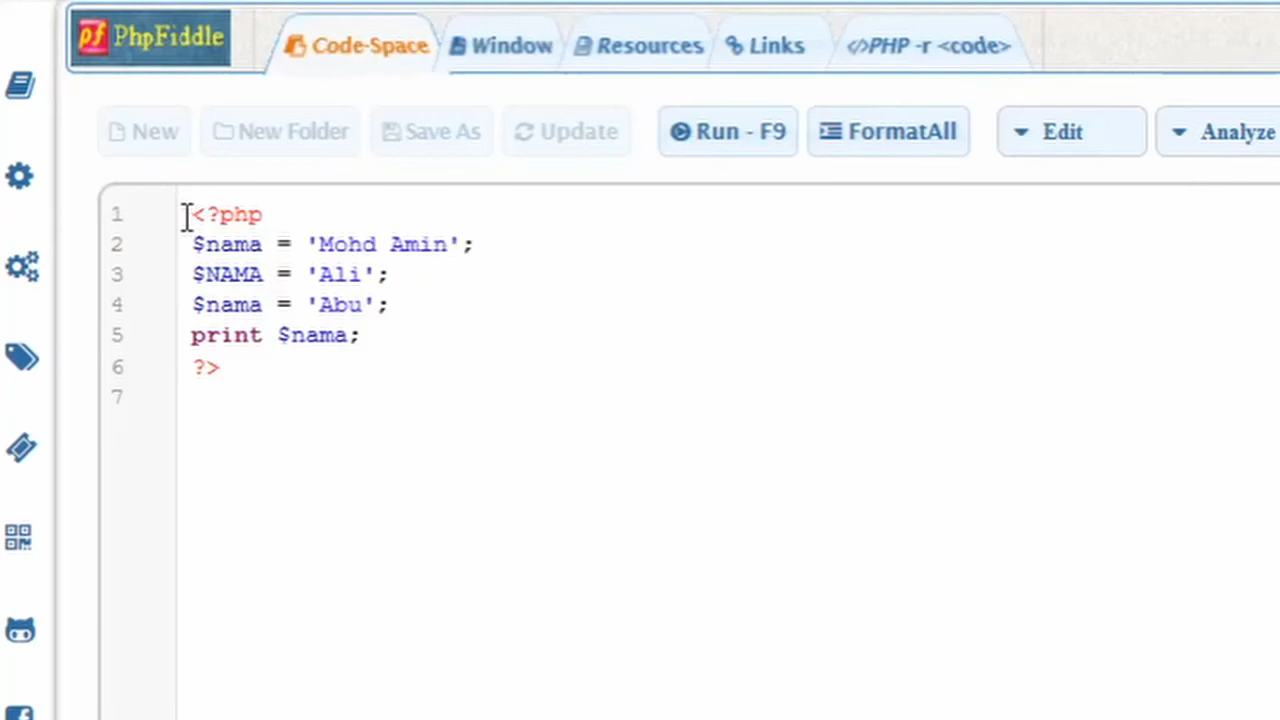 pf PhpFiddle Code-Space Window Resources Links </>PHP -r <code>
New New Folder Save As Update Run - F9 FormatAll Edit Analyze
1 <?php
2 $nama = 'Mohd Amin';
3 $NAMA = 'Ali';
4 $nama = 'Abu';
5 print $nama;
6 ?>
7